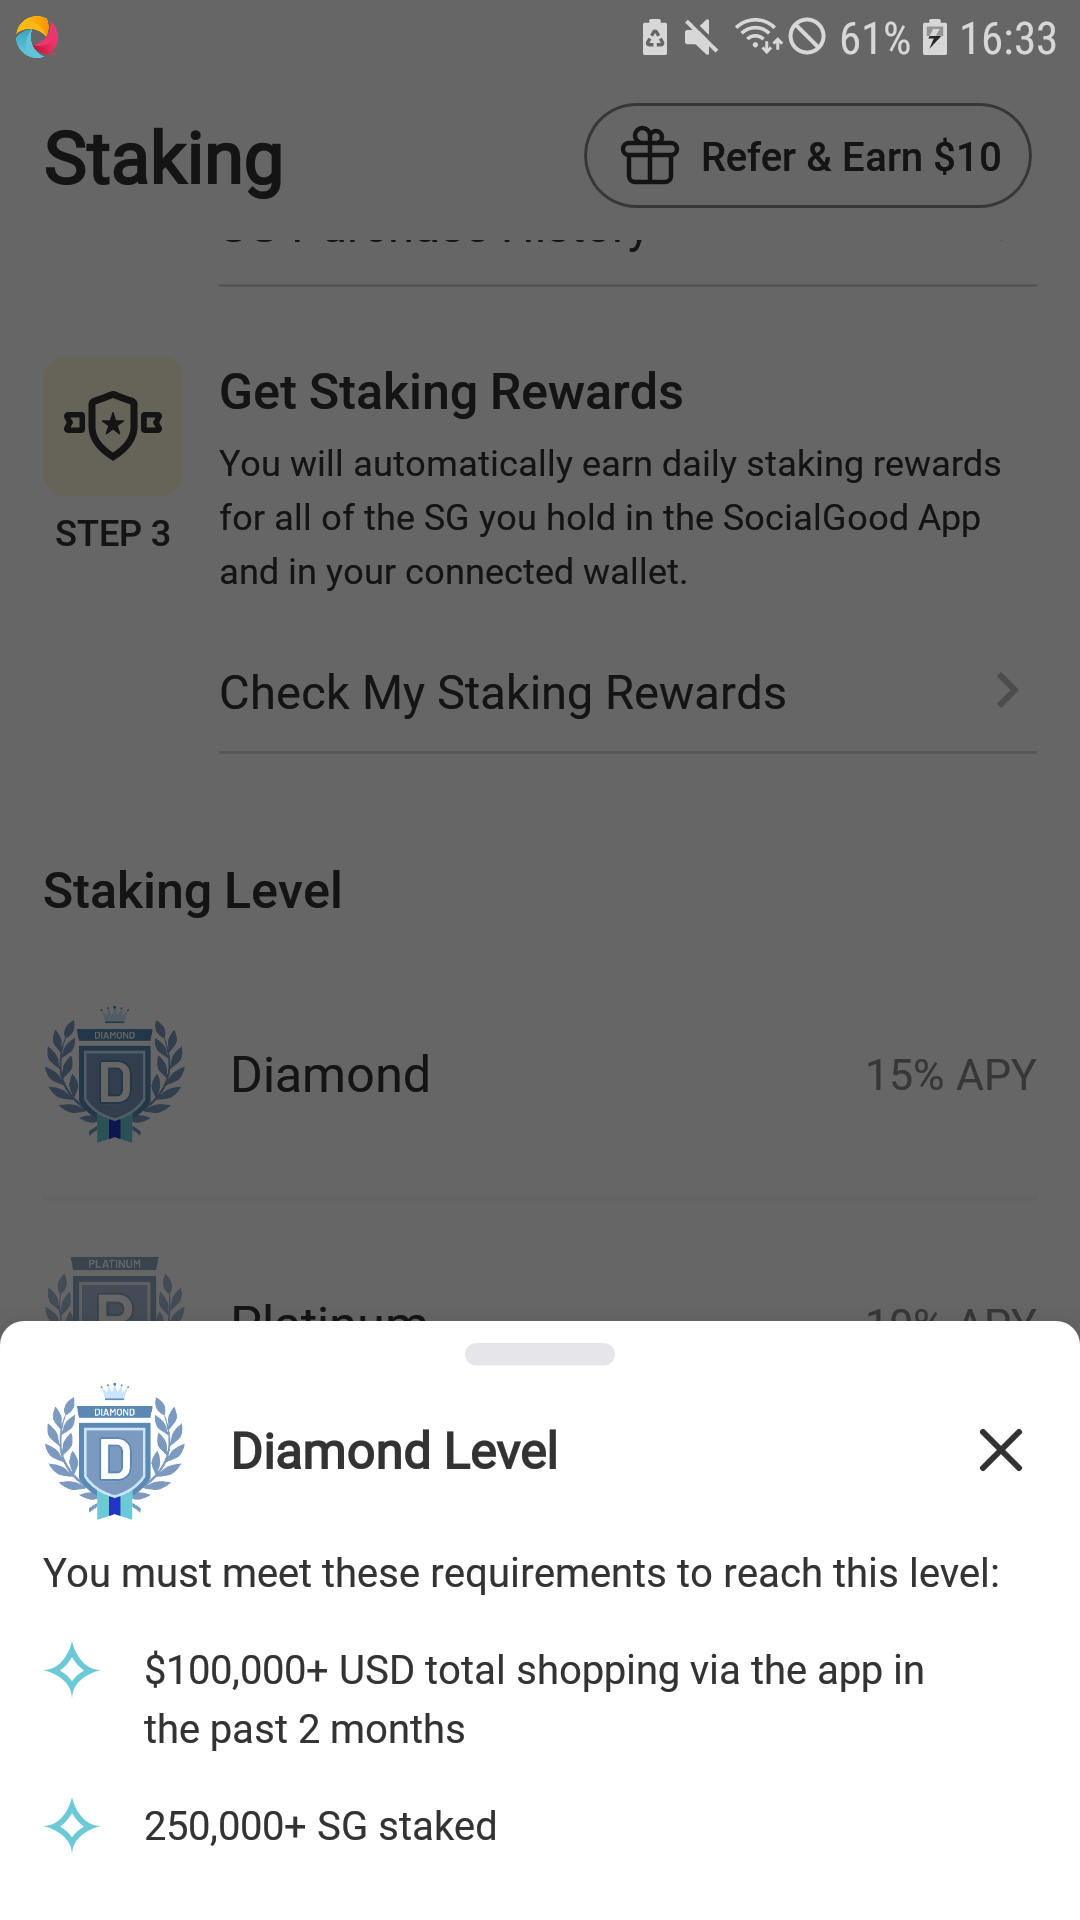 61% 16:33
Staking
Refer & Earn $10
Get Staking Rewards
You will automatically earn daily staking rewards
for all of the SG you hold in the SocialGood App
and in your connected wallet.
STEP 3
Check My Staking Rewards
Staking Level
DIAMOND
D
Diamond
15% APY
PLATINUM
P
Platinum
10% APY
DIAMOND
D
Diamond Level
You must meet these requirements to reach this level:
$100,000+ USD total shopping via the app in
the past 2 months
250,000+ SG staked